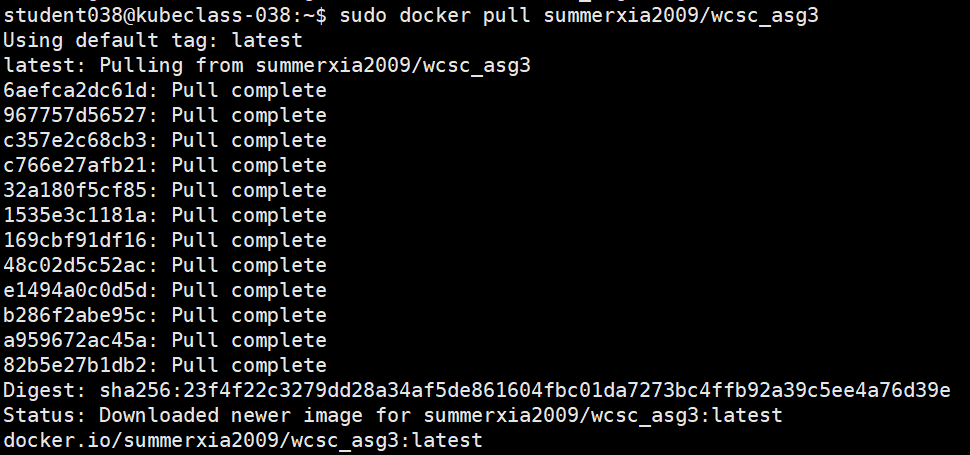 student038@kubeclass-038:~$ sudo docker pull summerxia2009/wcsc_asg3
Using default tag: latest
latest: Pulling from summerxia2009/wcsc_asg3
6aefca2dc61d: Pull complete
967757d56527: Pull complete
c357e2c68cb3: Pull complete
c766e27afb21: Pull complete
32a180f5cf85: Pull complete
1535e3c1181a: Pull complete
169cbf91df16: Pull complete
48c02d5c52ac: Pull complete
e1494a0c0d5d: Pull complete
b286f2abe95c: Pull complete
a959672ac45a: Pull complete
82b5e27b1db2: Pull complete
Digest: sha256:23f4f22c3279dd28a34af5de861604fbc01da7273bc4ffb92a39c5ee4a76d39e
Status: Downloaded newer image for summerxia2009/wcsc_asg3:latest
docker.io/summerxia2009/wcsc_asg3:latest